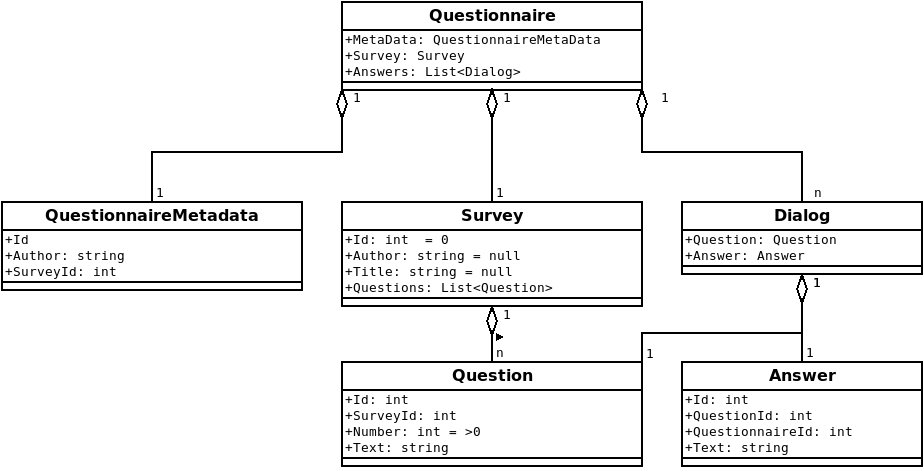 Questionnaire
+MetaData: QuestionnaireMetaData
+Survey: Survey
+Answers: List<Dialog>
1
1
1
1
1
n
QuestionnaireMetadata
+Id
+Author: string
+SurveyId: int
Survey
+Id: int  = 0
+Author: string = null
+Title: string = null
+Questions: List<Question>
Dialog
+Question: Question
+Answer: Answer
1
1
n
1
1
Question
+Id: int
+SurveyId: int
+Number: int = >0
+Text: string
Answer
+Id: int
+QuestionId: int
+QuestionnaireId: int
+Text: string